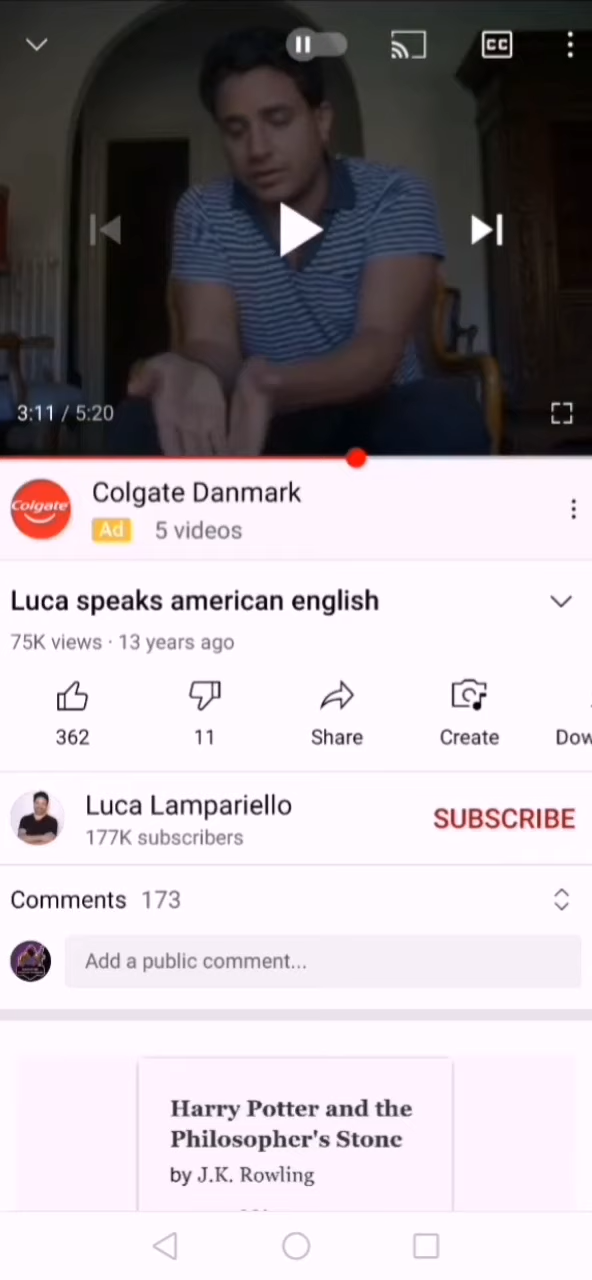 CC
3:11 / 5:20
Colgate
Colgate Danmark
Ad 5 videos
Luca speaks american english
75K views · 13 years ago
362 11 Share Create Dow
Luca Lampariello
177K subscribers
SUBSCRIBE
Comments 173
Add a public comment...
Harry Potter and the
Philosopher's Stone
by J.K. Rowling